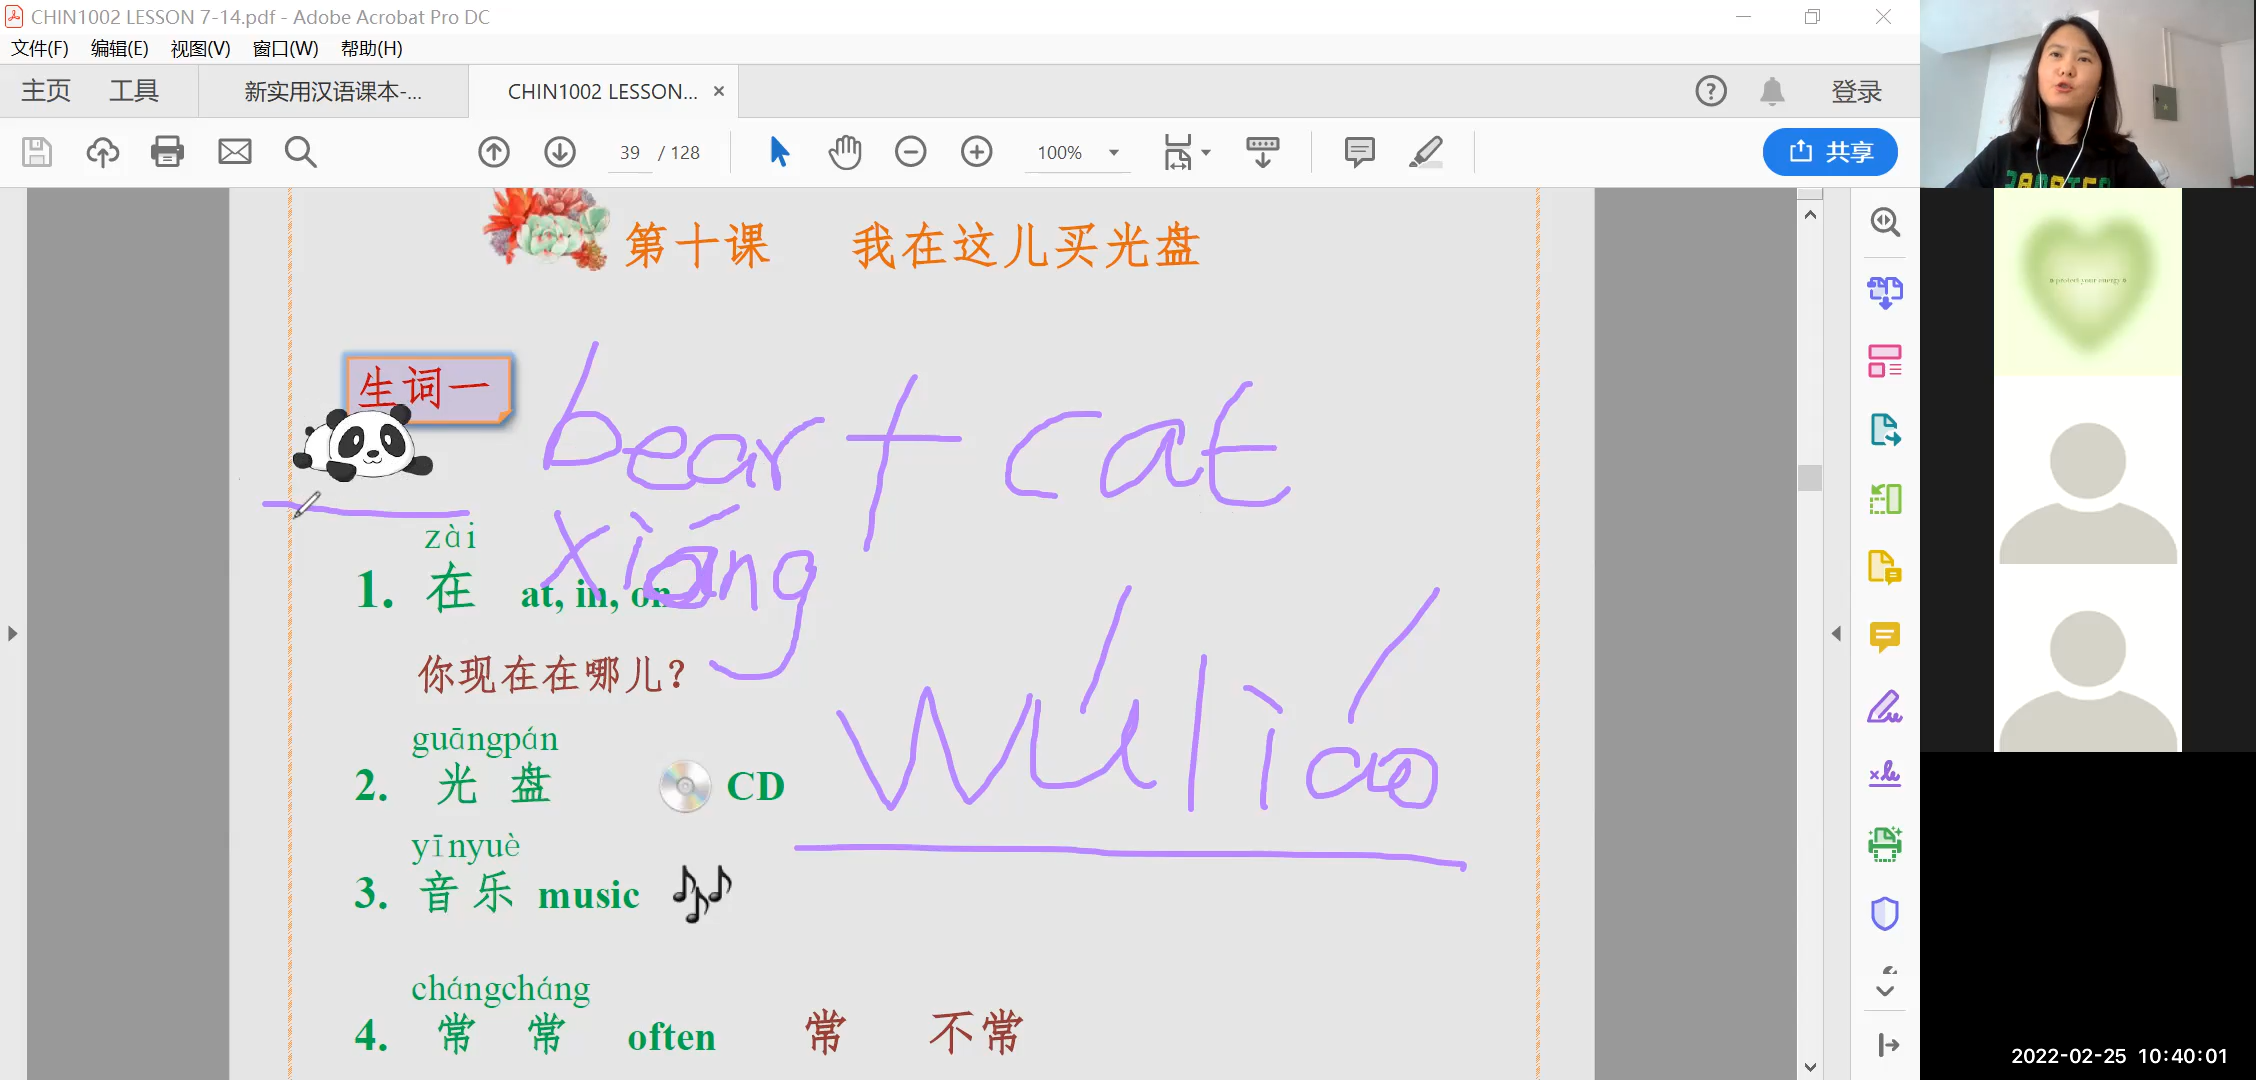 CHIN1002 LESSON 7-14.pdf - Adobe Acrobat Pro DC
文件(F) 编辑(E) 视图(V) 窗口(W) 帮助(H)
主页 工具 新实用汉语课本-... CHIN1002 LESSON... × 登录
39 / 128 100% 共享
第十课 我在这儿买光盘
生词一
bear + cat
xiáng
zài
1. 在 at, in, on
你现在在哪儿?
wúliáo
guāngpán
2. 光盘 CD
yīnyuè
3. 音乐 music
chángcháng
4. 常常 often 常 不常
protect your energy
2022-02-25 10:40:01